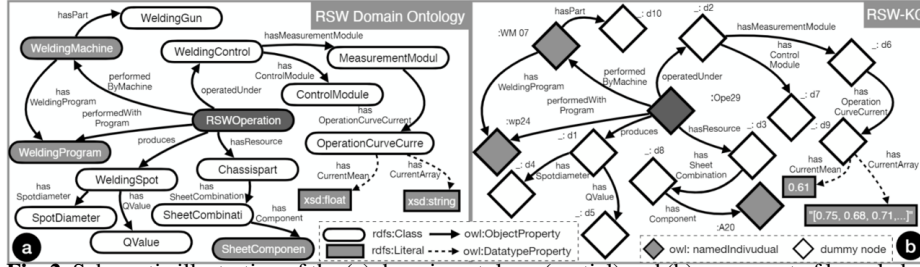 RSW Domain Ontology
WeldingGun
hasPart
WeldingMachine
WeldingControl
hasMeasurementModule
MeasurementModul
has
ControlModule
ControlModule
has
WeldingProgram
performed
ByMachine
operatedUnder
performedWith
Program
RSWOperation
has
OperationCurveCurrent
OperationCurveCurre
WeldingProgram
produces
hasResource
WeldingSpot
Chassispart
has
CurrentMean
has
CurrentArray
xsd:float
xsd:string
has
Spotdiameter
has
QValue
has
SheetCombination
SpotDiameter
SheetCombinati
QValue
has
Component
SheetComponen
a
rdfs:Class
owl:ObjectProperty
rdfs:Literal
owl:DatatypeProperty
RSW-KG
hasPart
_: d10
_: d2
:WM 07
hasMeasurementModule
_: d6
has
Control
Module
has
WeldingProgram
performed
ByMachine
operatedUnder
:Ope29
_: d7
has
Operation
CurveCurrent
performedWith
Program
:wp24
_: d1
produces
hasResource
_: d3
_: d9
_: d4
has
Spotdiameter
_: d8
has
Sheet
Combination
has
CurrentMean
has
CurrentArray
0.61
has
QValue
has
Component
_: d5
:A20
"[0.75, 0.68, 0.71,...]"
owl: namedIndivudual
dummy node
b